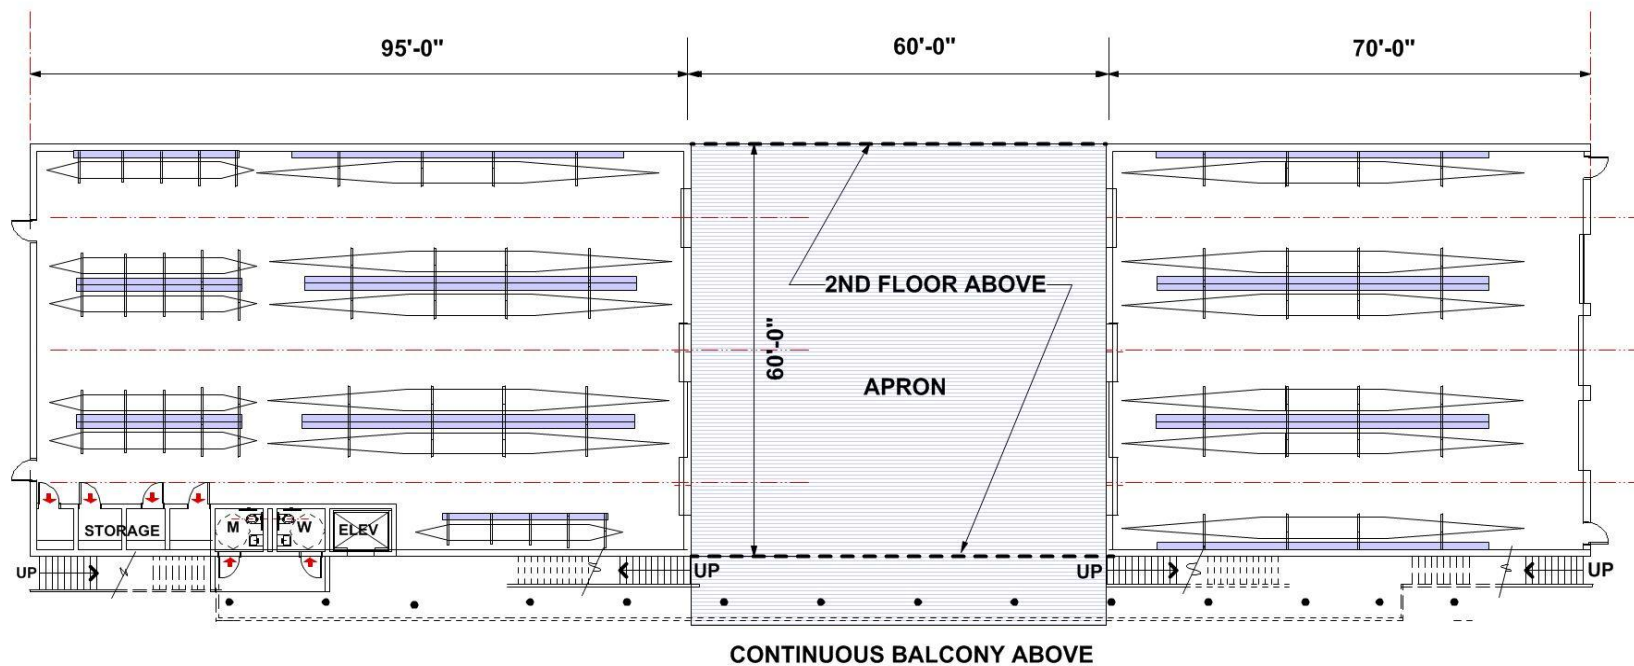 95'-0"
60'-0"
70'-0"
2ND FLOOR ABOVE
60'-0"
APRON
STORAGE
M
W
ELEV
UP
UP
UP
UP
CONTINUOUS BALCONY ABOVE